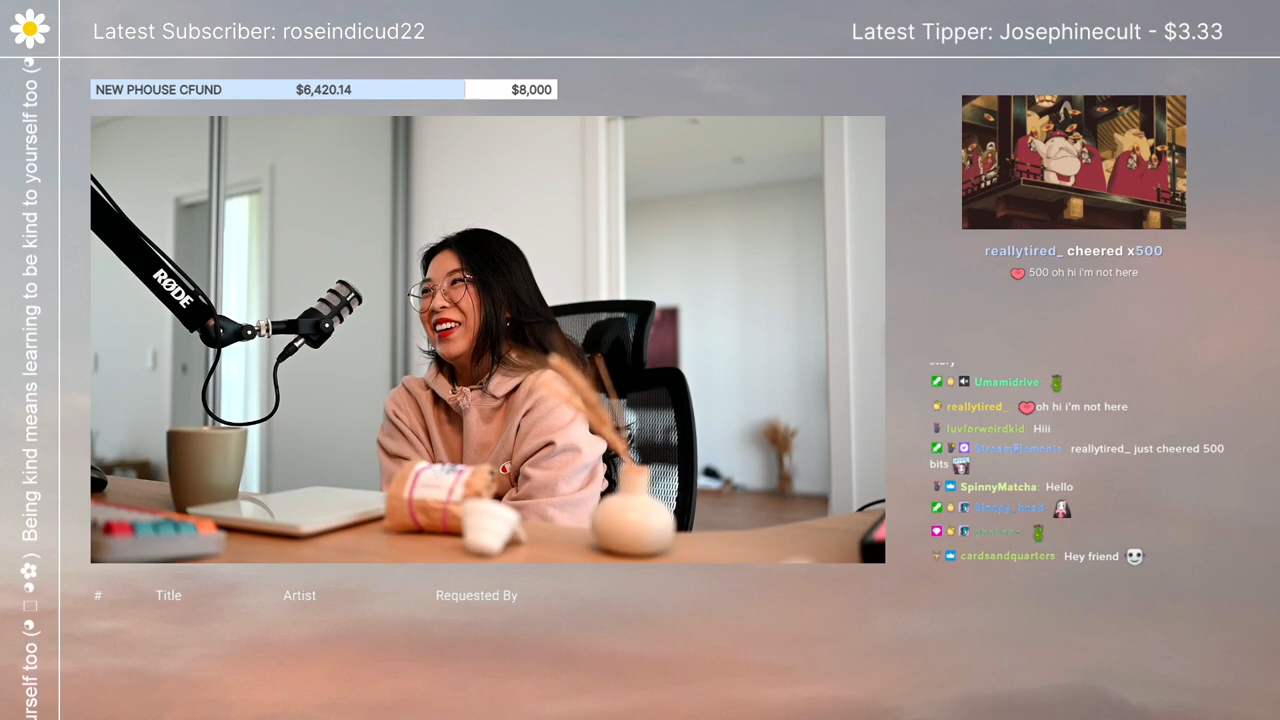 Latest Subscriber: roseindicud22
Latest Tipper: Josephinecult - $3.33
Being kind means learning to be kind to yourself too
urself too
NEW PHOUSE CFUND $6,420.14 $8,000
RØDE
reallytired_ cheered x500
500 oh hi i'm not here
Umamidrive:
reallytired_ oh hi i'm not here
luvforweirdkid Hiii
StreamElements reallytired_ just cheered 500
bits
SpinnyMatcha: Hello
Sleepy_head
cardsandquarters: Hey friend
# Title Artist Requested By